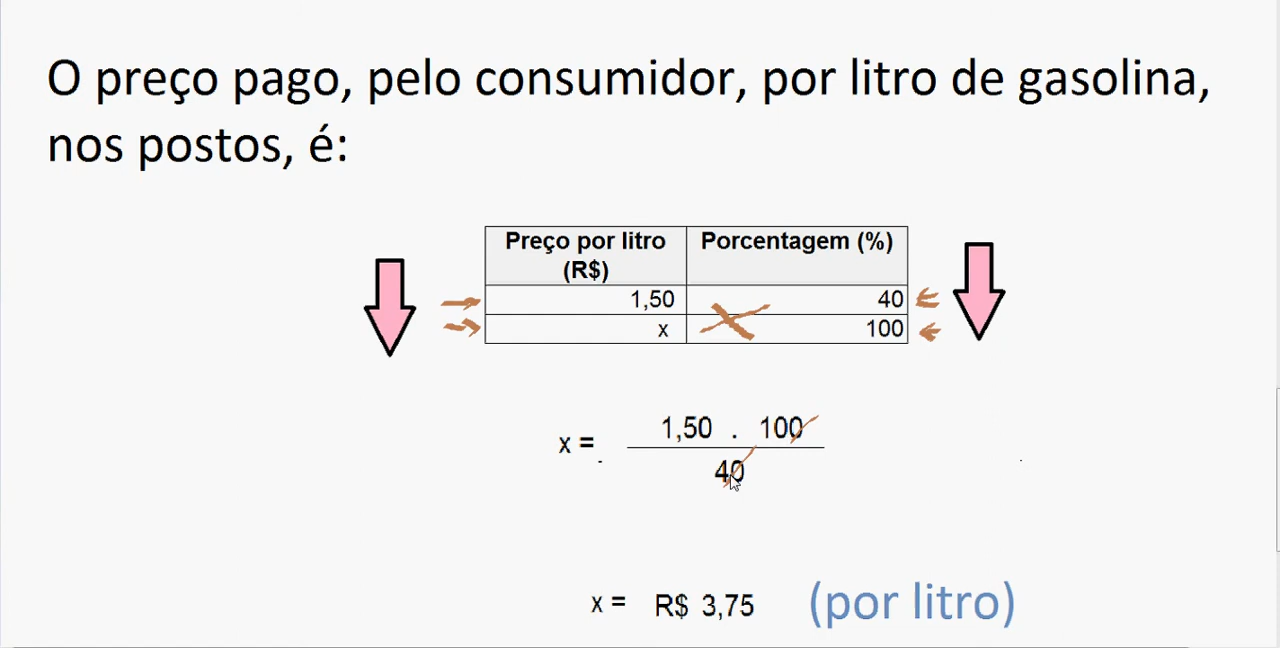 O preço pago, pelo consumidor, por litro de gasolina,
nos postos, é:
Preço por litro (R$) Porcentagem (%)
1,50 40
x 100
x = 1,50 . 100
40
x = R$ 3,75 (por litro)